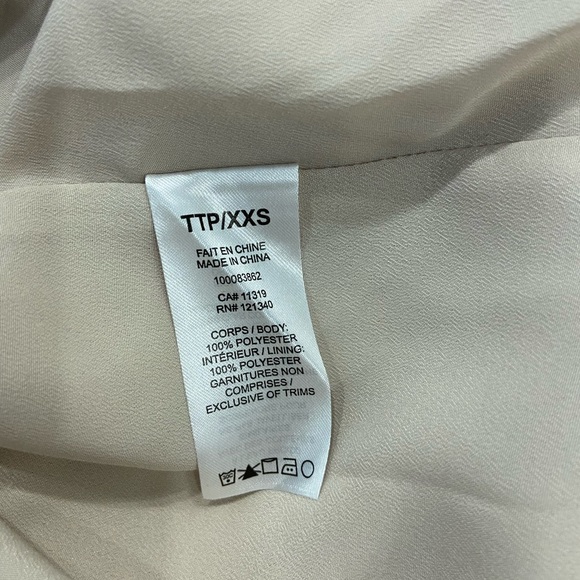 TTP/XXS
FAIT EN CHINE
MADE IN CHINA
100083862
CA# 11319
RN# 121340
CORPS / BODY:
100% POLYESTER
INTÉRIEUR / LINING:
100% POLYESTER
GARNITURES NON
COMPRISES /
EXCLUSIVE OF TRIMS